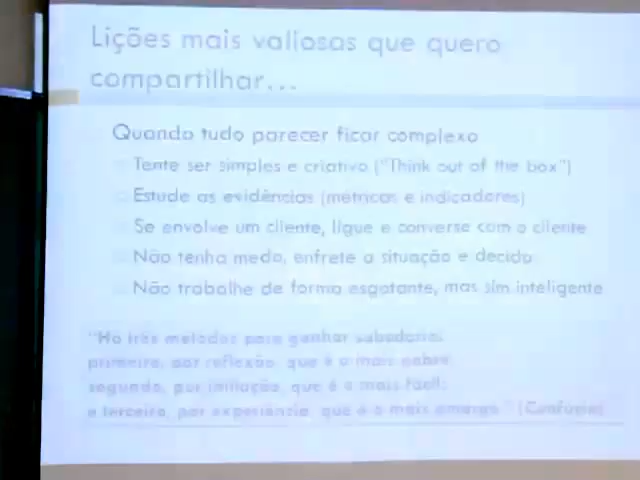 Lições mais valiosas que quero
compartilhar...
Quando tudo parecer ficar complexo
Tente ser simples e criativo ("Think out of the box")
Estude as evidências (métricas e indicadores)
Se envolve um cliente, ligue e converse com o cliente
Não tenha medo, enfrete a situação e decida
Não trabalhe de forma esgotante, mas sim inteligente
"Há três métodos para ganhar sabedoria:
primeiro, por reflexão, que é o mais nobre;
segundo, por imitação, que é o mais fácil;
e terceiro, por experiência, que é o mais amargo." (Confúcio)